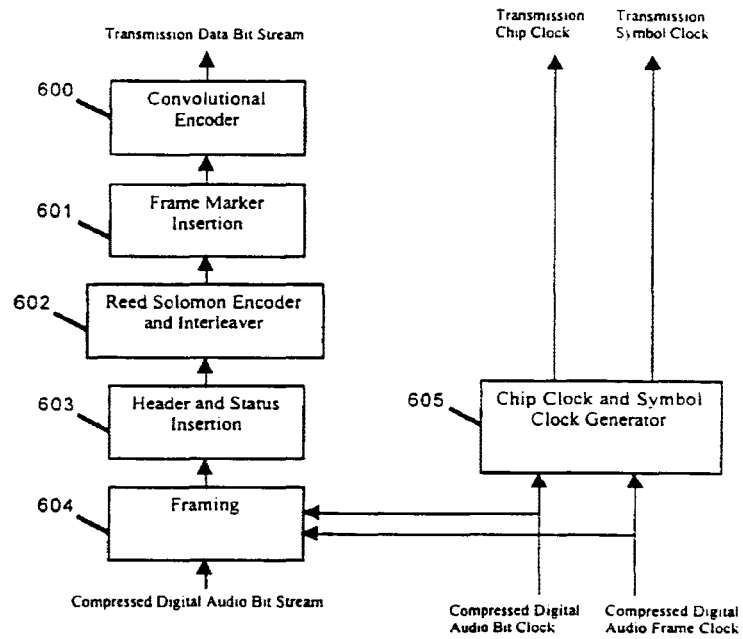 Transmission
Chip Clock
Transmission
Symbol Clock
Transmission Data Bit Stream
600
Convolutional
Encoder
601
Frame Marker
Insertion
602
Reed Solomon Encoder
and Interleaver
603
Header and Status
Insertion
605
Chip Clock and Symbol
Clock Generator
604
Framing
Compressed Digital Audio Bit Stream
Compressed Digital
Audio Bit Clock
Compressed Digital
Audio Frame Clock